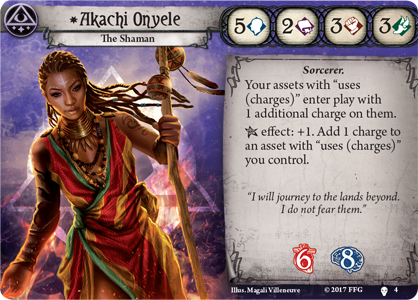 Akachi Onyele
The Shaman
5 2 3 3
Sorcerer.
Your assets with "uses
(charges)" enter play with
1 additional charge on them.
effect: +1. Add 1 charge to
an asset with "uses (charges)"
you control.
"I will journey to the lands beyond.
I do not fear them."
6 8
Illus. Magali Villeneuve © 2017 FFG 4